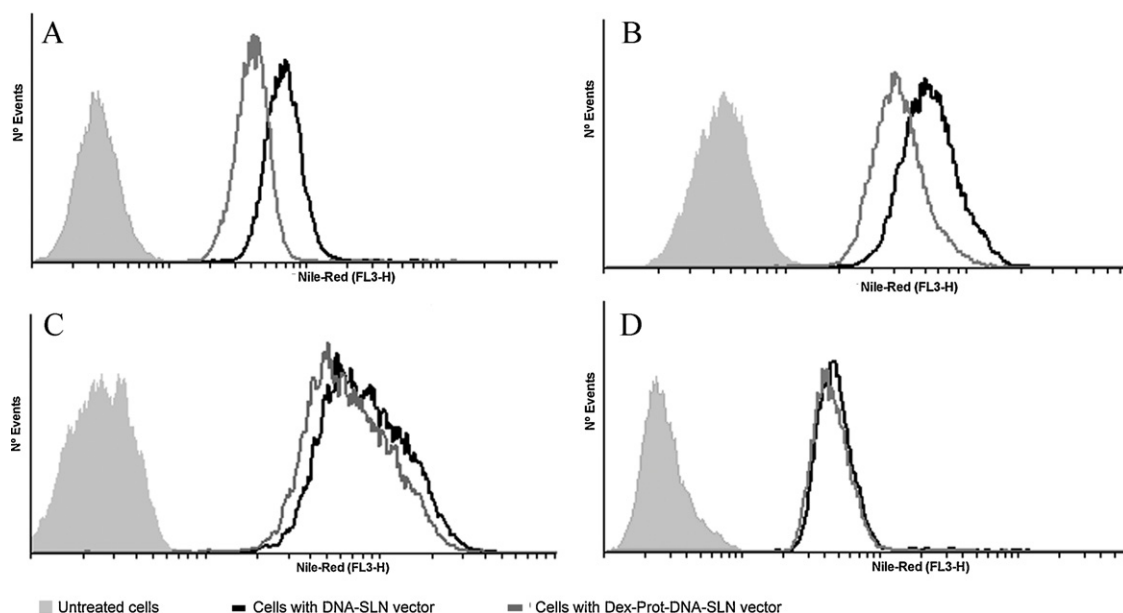 A
Nº Events
Nile-Red (FL3-H)
B
Nº Events
Nile-Red (FL3-H)
C
Nº Events
Nile-Red (FL3-H)
D
Nº Events
Nile-Red (FL3-H)
Untreated cells
Cells with DNA-SLN vector
Cells with Dex-Prot-DNA-SLN vector